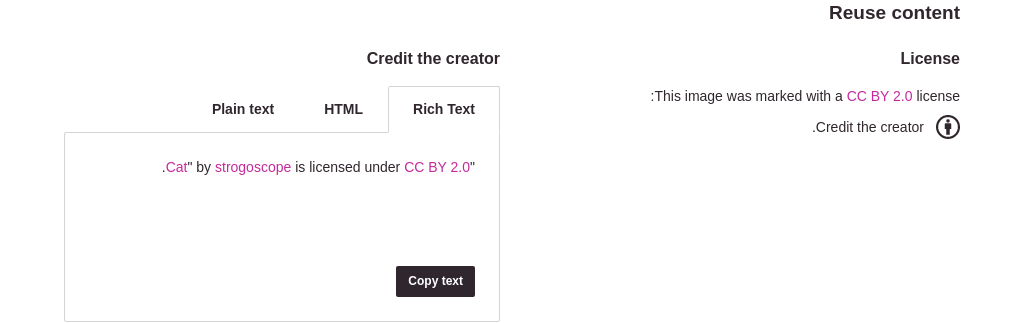 Reuse content
License
:This image was marked with a CC BY 2.0 license
.Credit the creator
Credit the creator
Plain text HTML Rich Text
.Cat" by strogoscope is licensed under CC BY 2.0"
Copy text